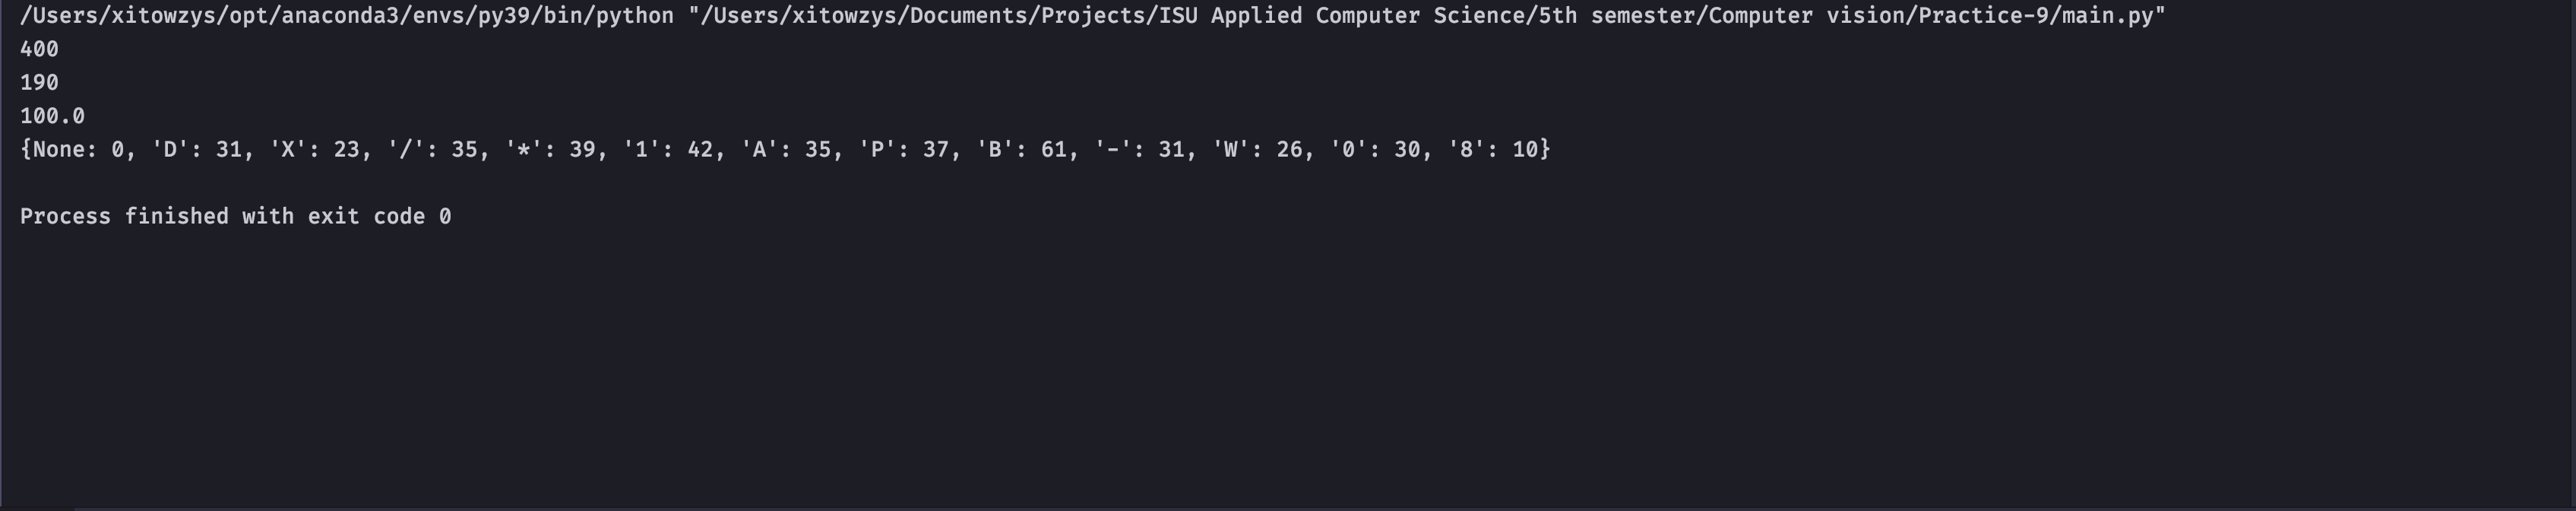 /Users/xitowzys/opt/anaconda3/envs/py39/bin/python "/Users/xitowzys/Documents/Projects/ISU Applied Computer Science/5th semester/Computer vision/Practice-9/main.py"
400
190
100.0
{None: 0, 'D': 31, 'X': 23, '/': 35, '*': 39, '1': 42, 'A': 35, 'P': 37, 'B': 61, '-': 31, 'W': 26, '0': 30, '8': 10}
Process finished with exit code 0